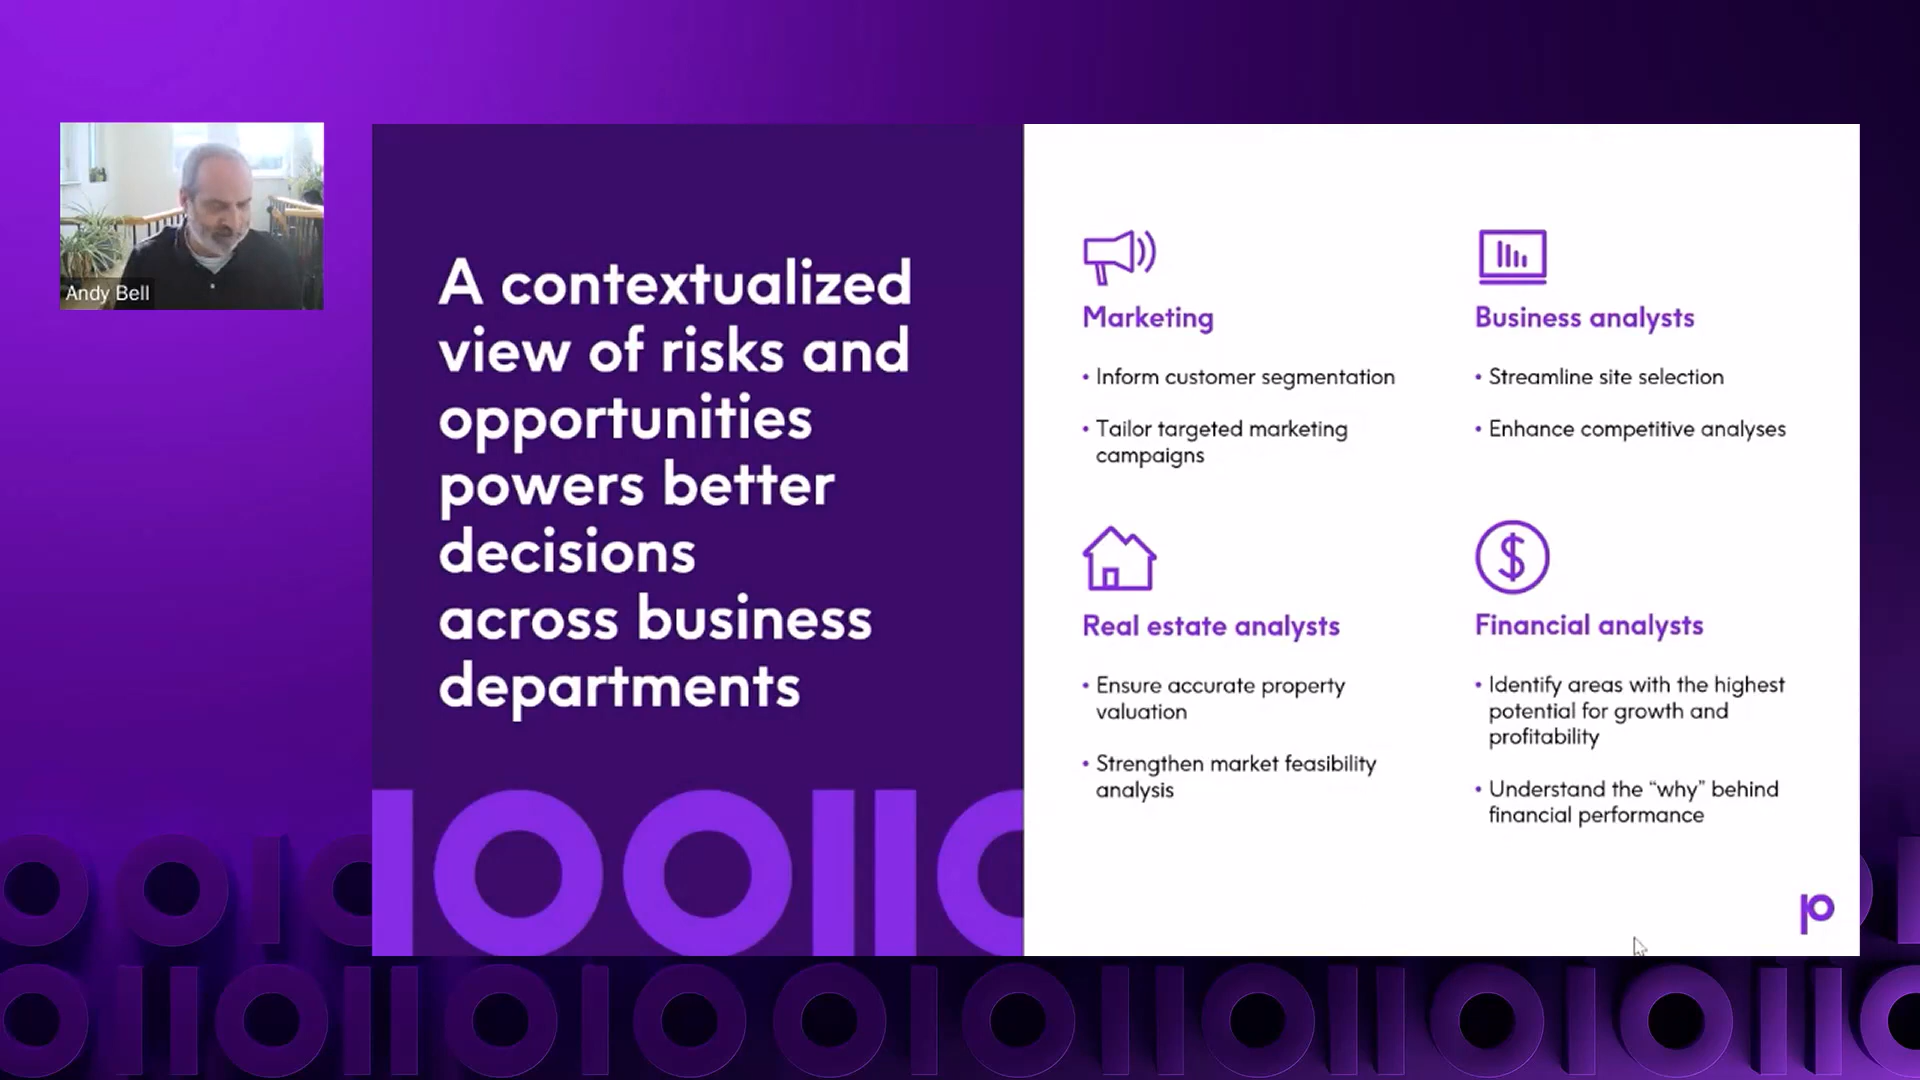 Andy Bell
A contextualized
view of risks and
opportunities
powers better
decisions
across business
departments
Marketing
• Inform customer segmentation
• Tailor targeted marketing
campaigns
Business analysts
• Streamline site selection
• Enhance competitive analyses
Real estate analysts
• Ensure accurate property
valuation
• Strengthen market feasibility
analysis
Financial analysts
• Identify areas with the highest
potential for growth and
profitability
• Understand the “why” behind
financial performance